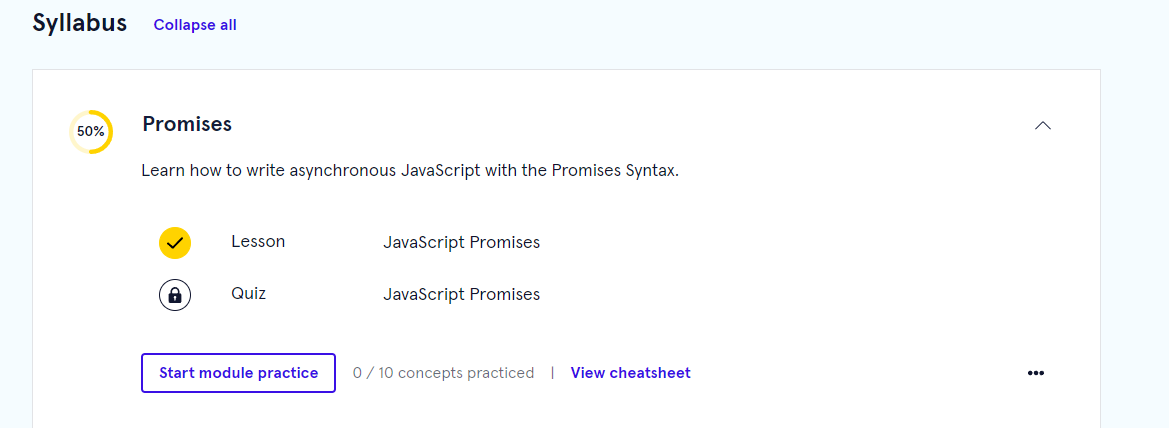 Syllabus Collapse all
50% Promises
Learn how to write asynchronous JavaScript with the Promises Syntax.
Lesson JavaScript Promises
Quiz JavaScript Promises
Start module practice 0 / 10 concepts practiced | View cheatsheet